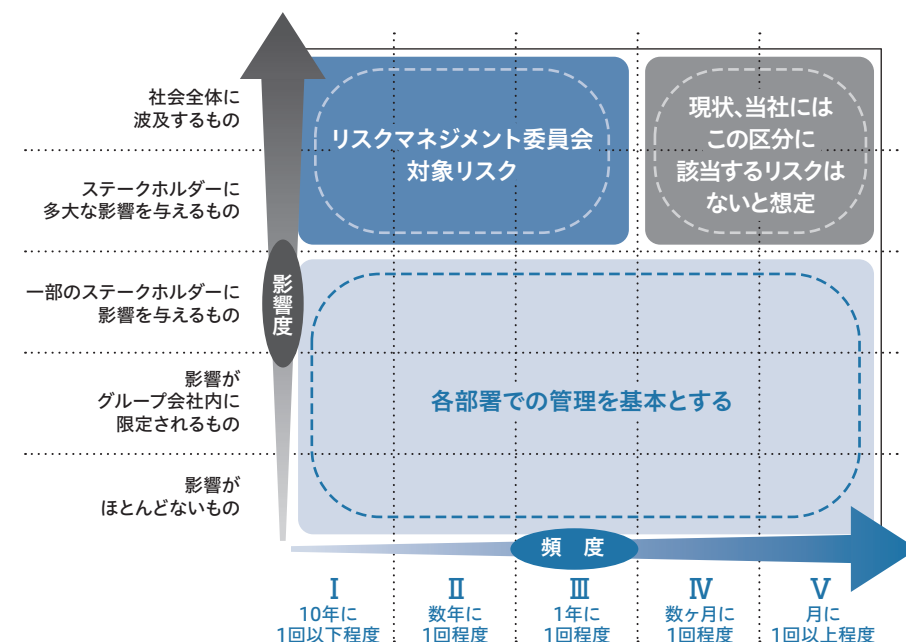 社会全体に
波及するもの
ステークホルダーに
多大な影響を与えるもの
一部のステークホルダーに
影響を与えるもの
影響が
グループ会社内に
限定されるもの
影響が
ほとんどないもの
影響度
リスクマネジメント委員会
対象リスク
現状、当社には
この区分に
該当するリスクは
ないと想定
各部署での管理を基本とする
頻 度
Ⅰ
10年に
1回以下程度
Ⅱ
数年に
1回程度
Ⅲ
1年に
1回程度
Ⅳ
数ヶ月に
1回程度
Ⅴ
月に
1回以上程度